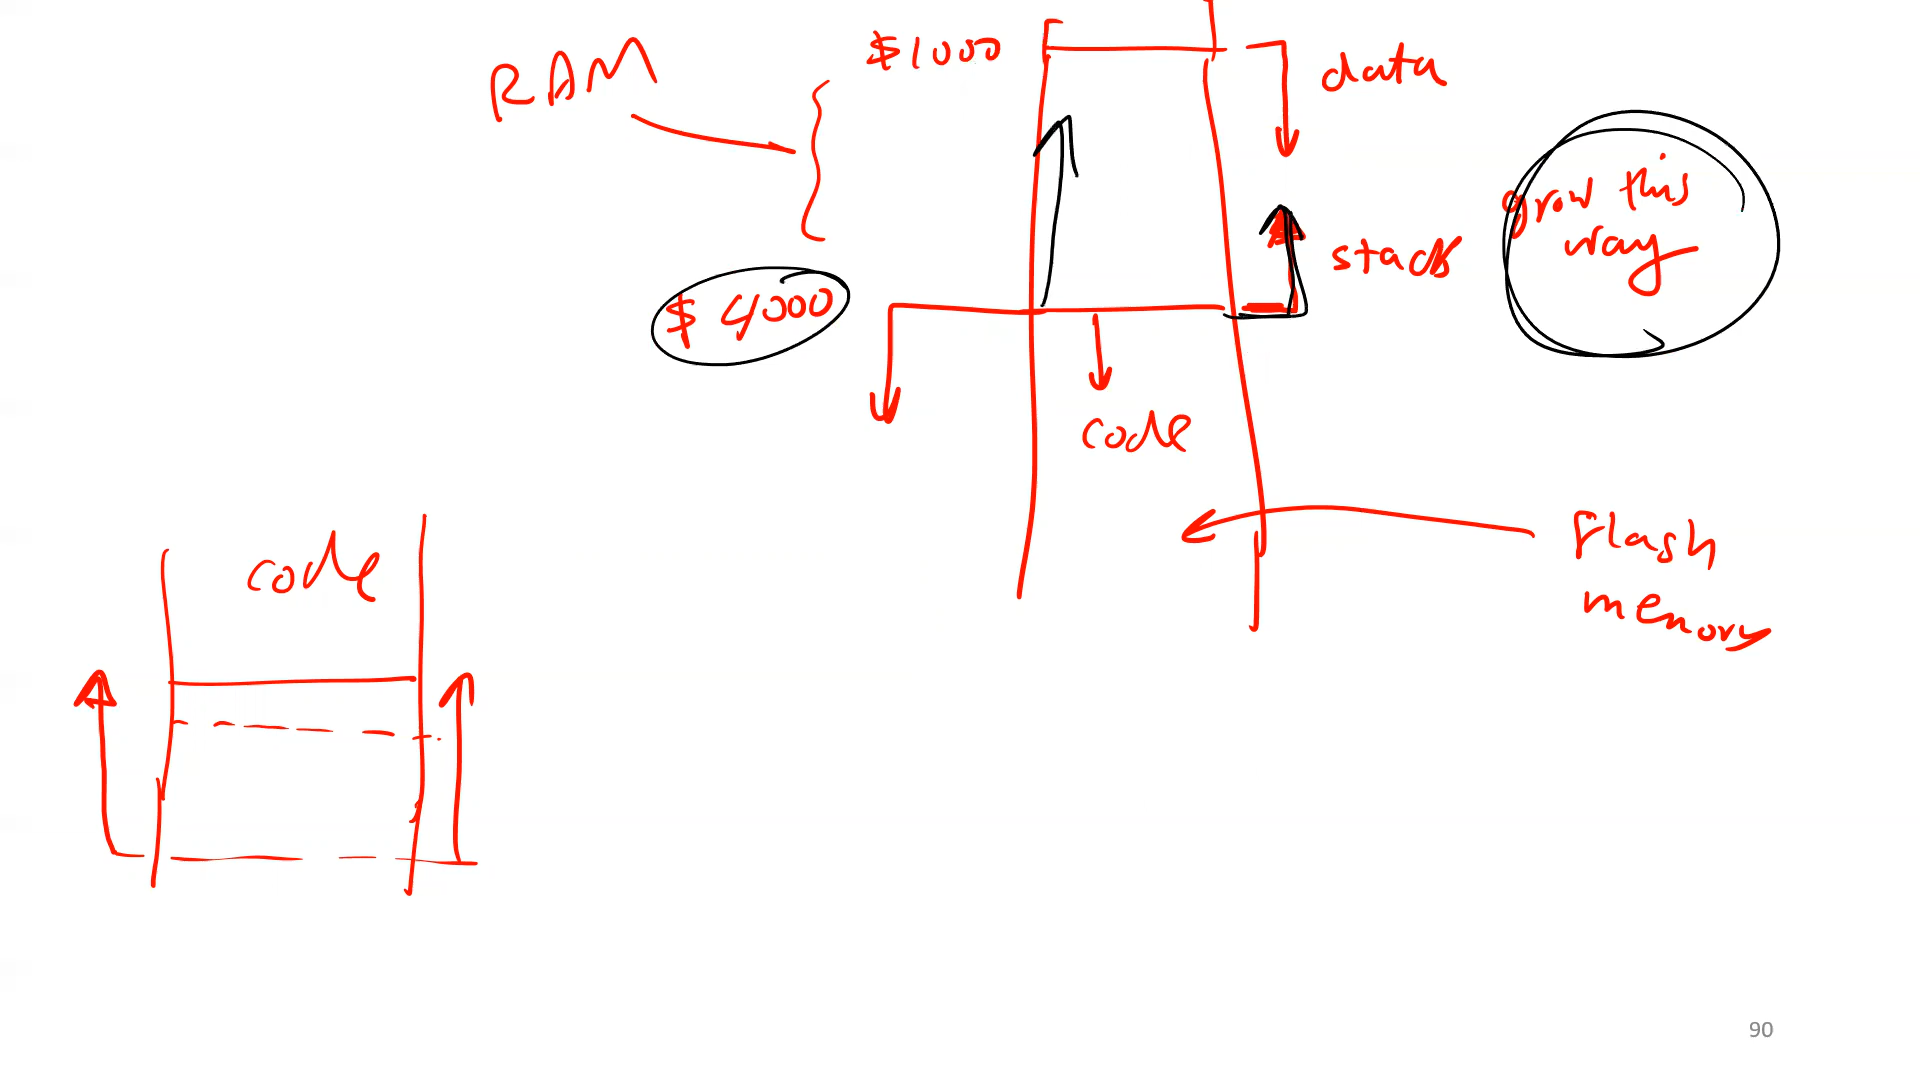 RAM
$1000
data
grow this
way
stack
$4000
code
Flash
memory
code
90